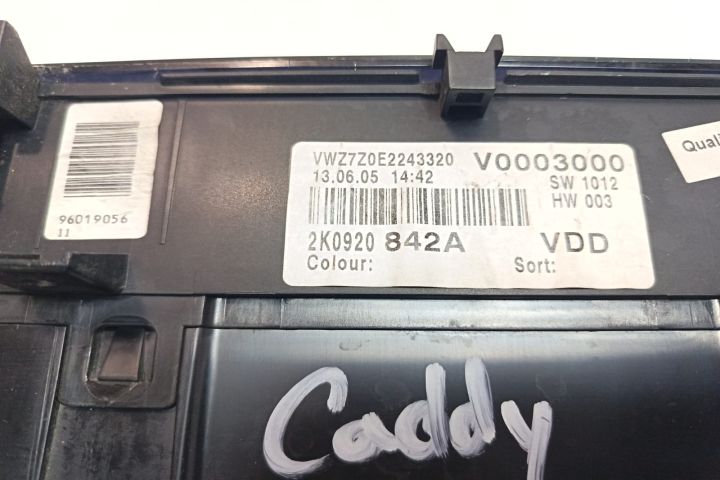 96019056
11
VWZ7Z0E2243320 V0003000
13.06.05 14:42 SW 1012
HW 003
2K0920 842A VDD
Colour: Sort:
Caddy